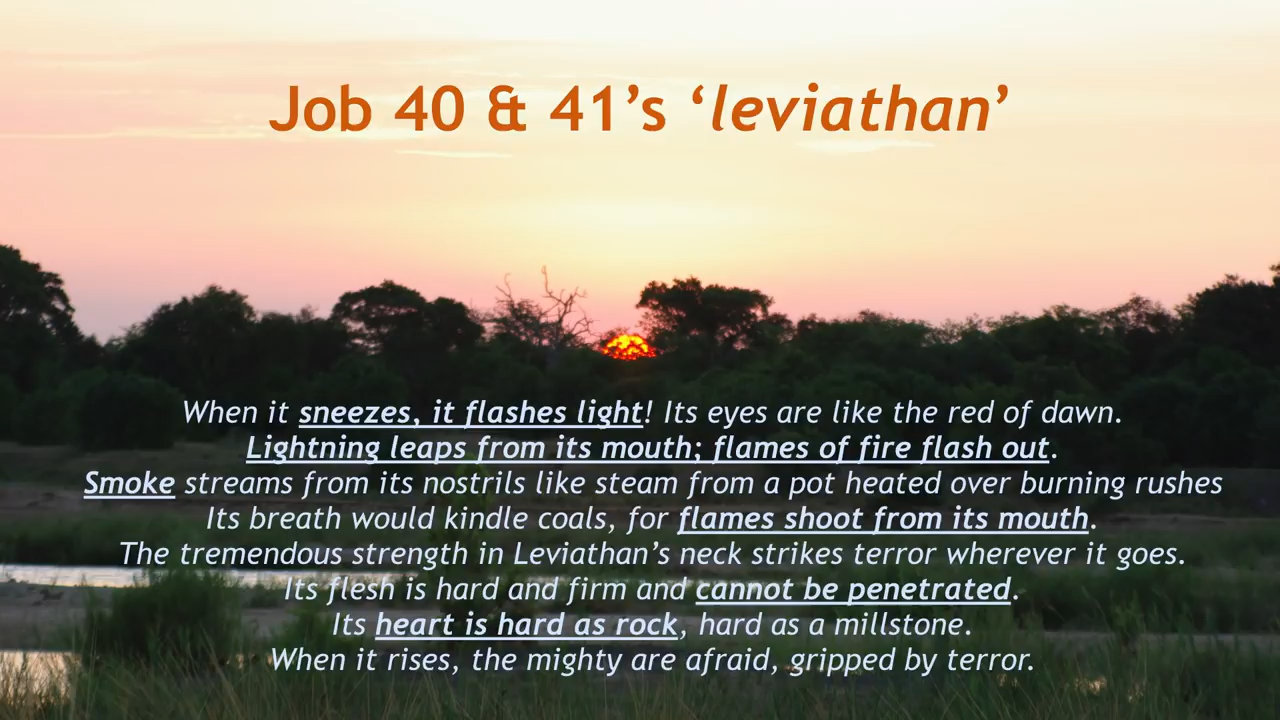 Job 40 & 41’s ‘leviathan’
When it sneezes, it flashes light! Its eyes are like the red of dawn.
Lightning leaps from its mouth; flames of fire flash out.
Smoke streams from its nostrils like steam from a pot heated over burning rushes
Its breath would kindle coals, for flames shoot from its mouth.
The tremendous strength in Leviathan’s neck strikes terror wherever it goes.
Its flesh is hard and firm and cannot be penetrated.
Its heart is hard as rock, hard as a millstone.
When it rises, the mighty are afraid, gripped by terror.